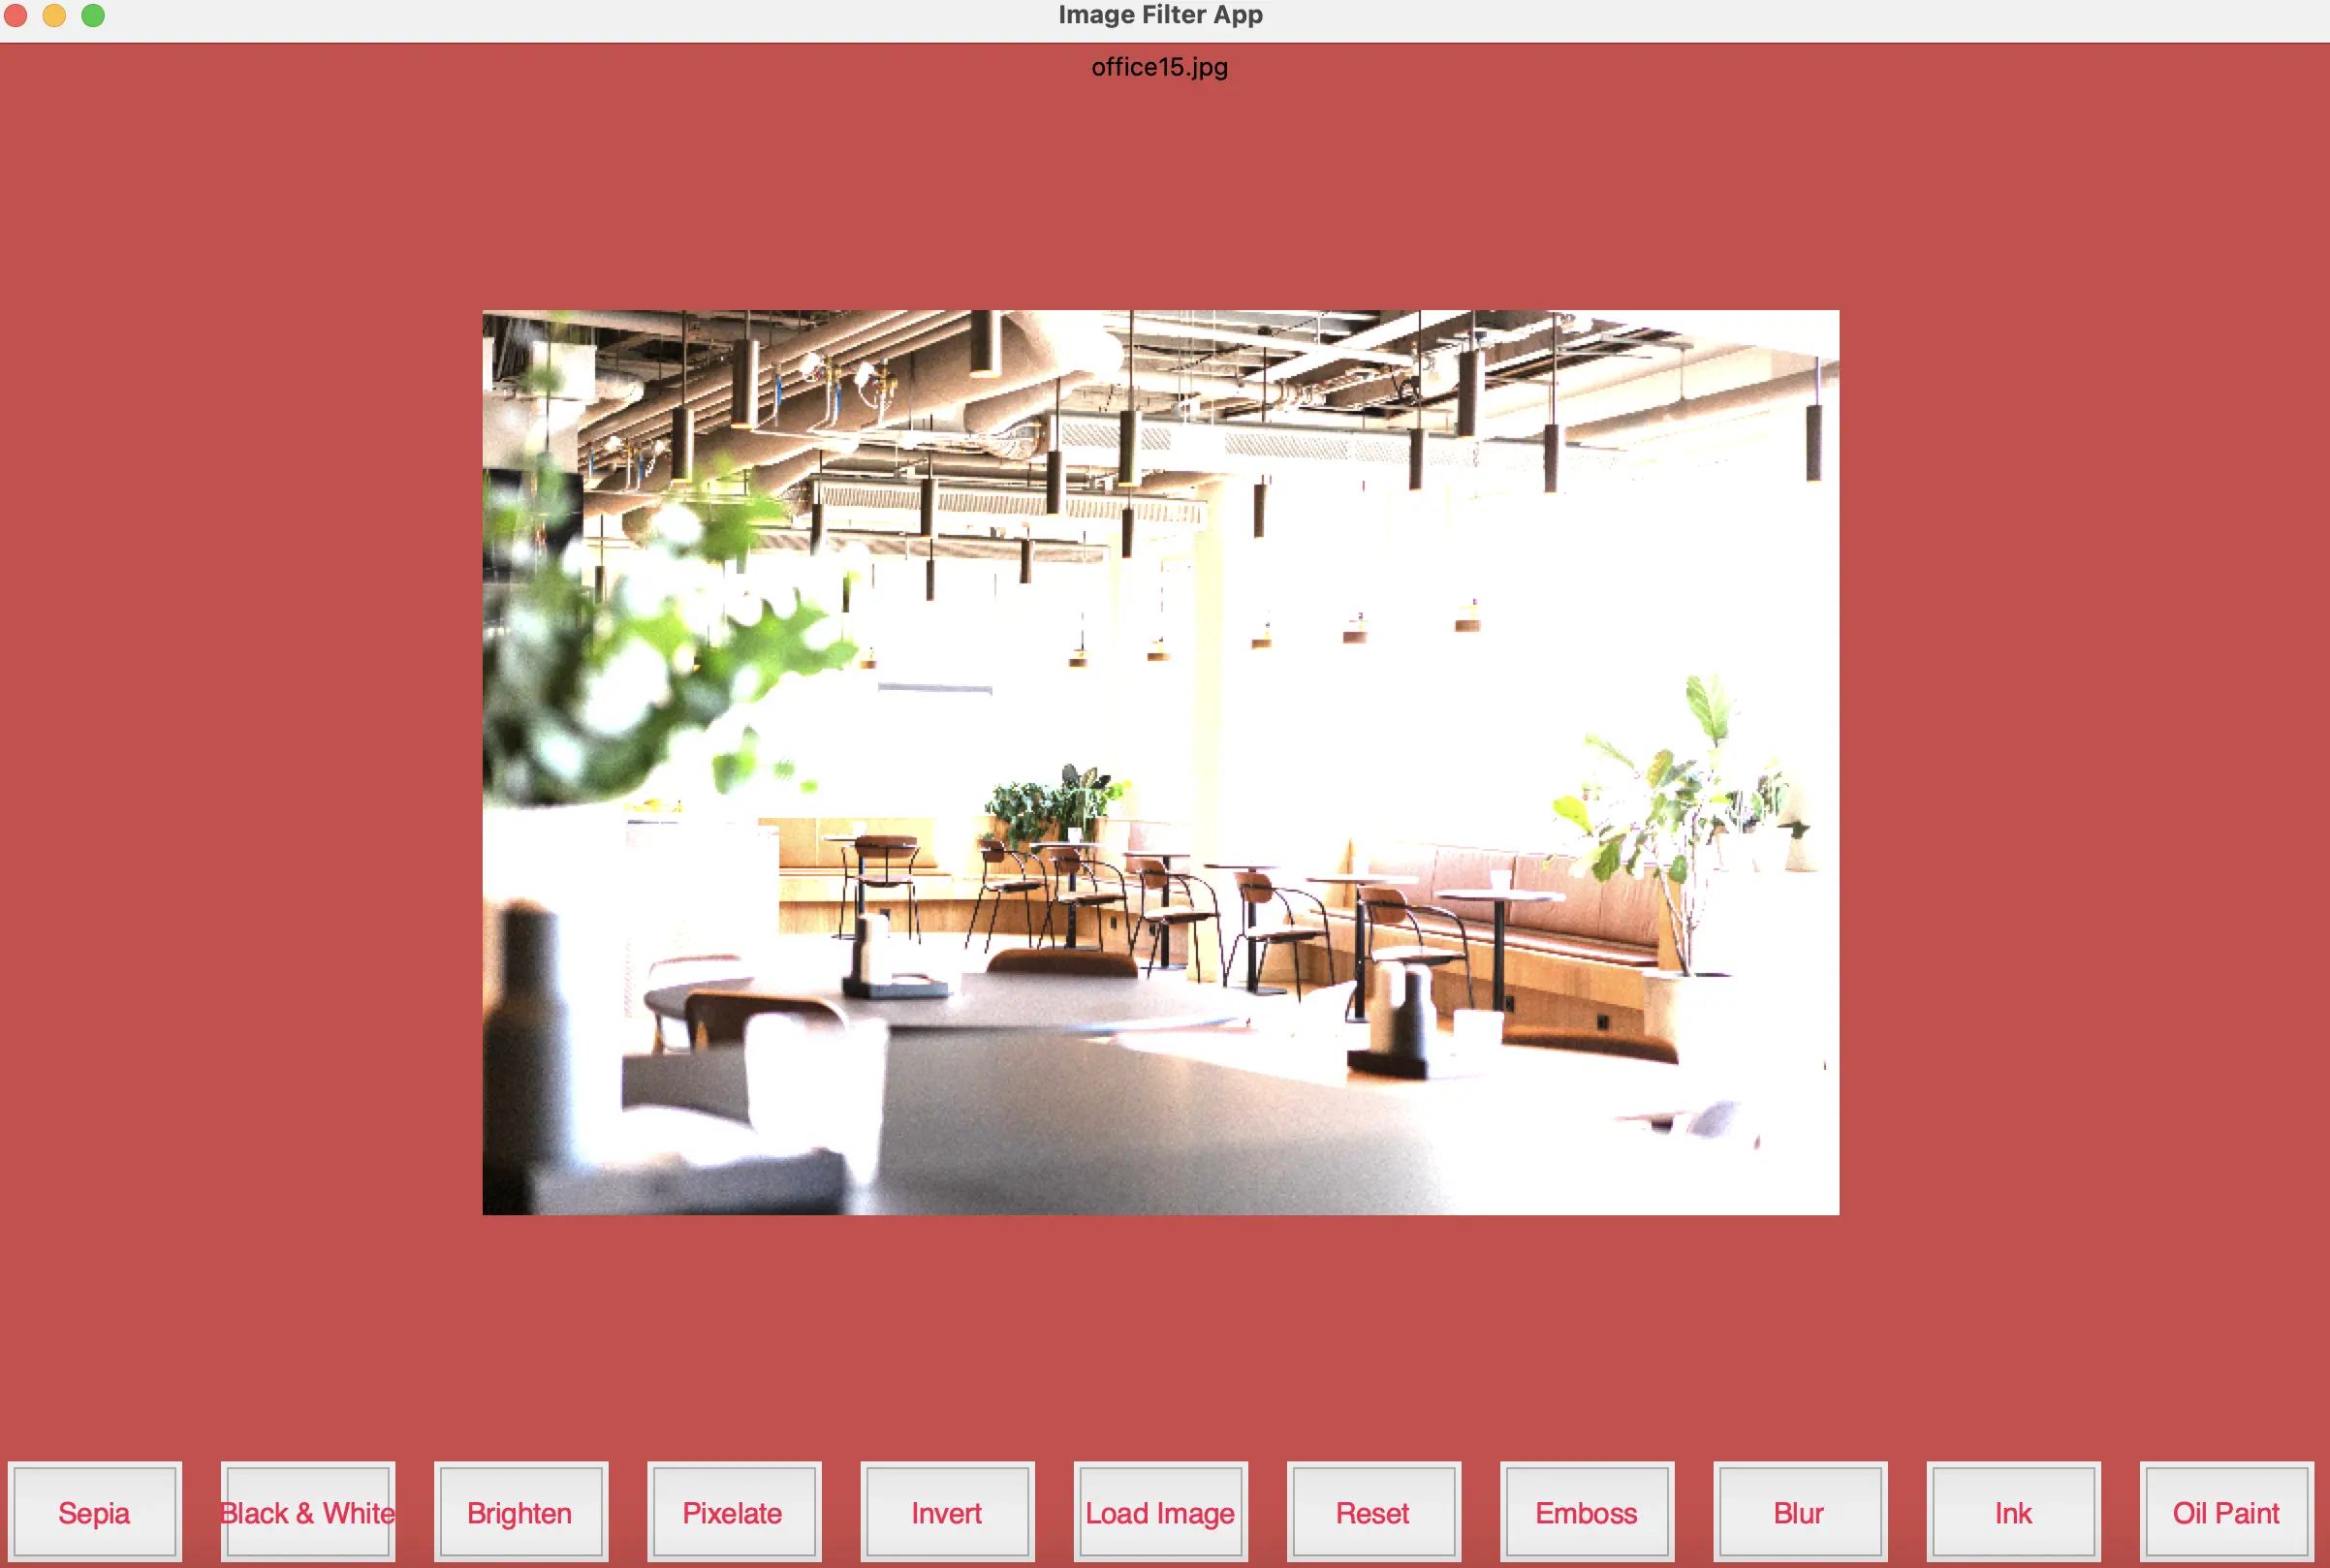 Image Filter App
office15.jpg
Sepia
Black & White
Brighten
Pixelate
Invert
Load Image
Reset
Emboss
Blur
Ink
Oil Paint